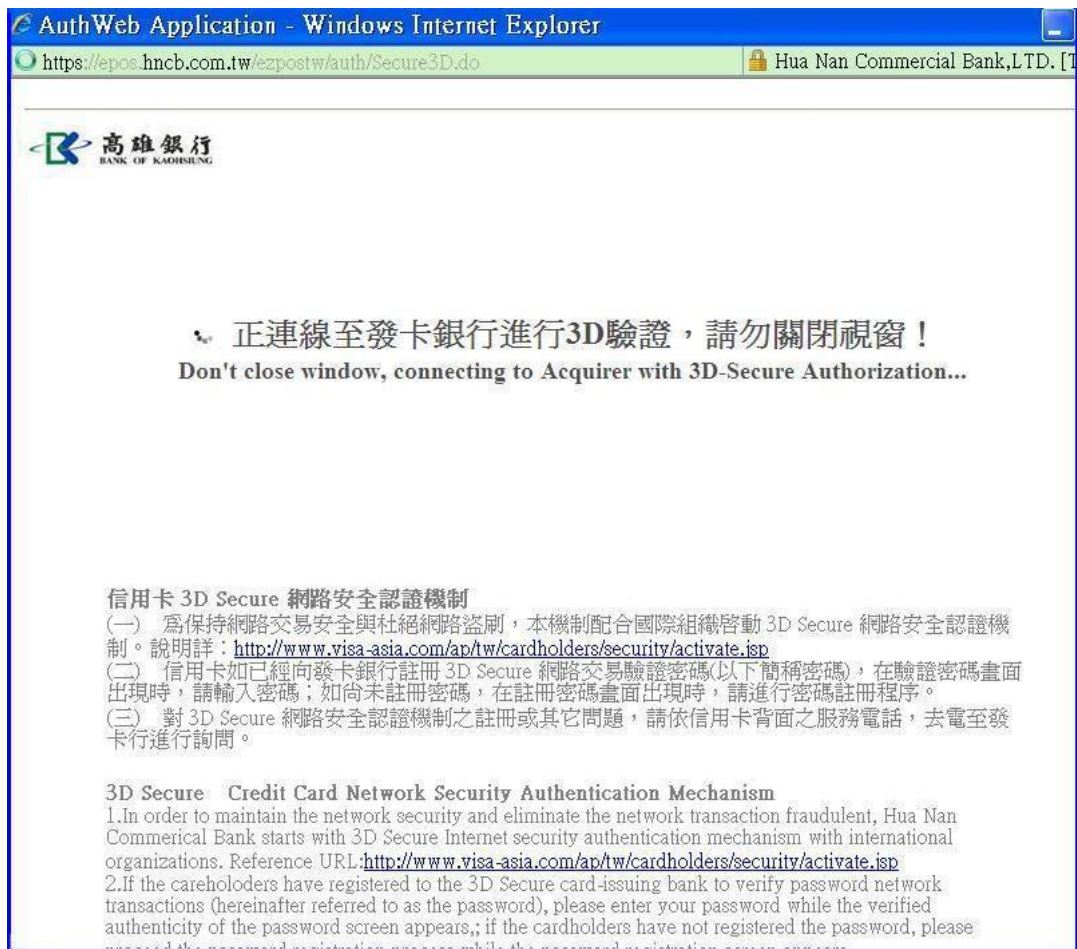 AuthWeb Application - Windows Internet Explorer
https://epos.hncb.com.tw/ezpostw/auth/Secure3D.do
Hua Nan Commercial Bank,LTD. [T
高雄銀行
BANK OF KAOHSIUNG
正連線至發卡銀行進行3D驗證，請勿關閉視窗！
Don't close window, connecting to Acquirer with 3D-Secure Authorization...
信用卡 3D Secure 網路安全認證機制
(一) 為保持網路交易安全與杜絕網路盜刷，本機制配合國際組織啓動 3D Secure 網路安全認證機
制。說明詳：http://www.visa-asia.com/ap/tw/cardholders/security/activate.jsp
(二) 信用卡如已經向發卡銀行註冊 3D Secure 網路交易驗證密碼(以下簡稱密碼)，在驗證密碼畫面
出現時，請輸入密碼；如尚未註冊密碼，在註冊密碼畫面出現時，請進行密碼註冊程序。
(三) 對 3D Secure 網路安全認證機制之註冊或其它問題，請依信用卡背面之服務電話，去電至發
卡行進行詢問。
3D Secure Credit Card Network Security Authentication Mechanism
1.In order to maintain the network security and eliminate the network transaction fraudulent, Hua Nan
Commerical Bank starts with 3D Secure Internet security authentication mechanism with international
organizations. Reference URL:http://www.visa-asia.com/ap/tw/cardholders/security/activate.jsp
2.If the careholoders have registered to the 3D Secure card-issuing bank to verify password network
transactions (hereinafter referred to as the password), please enter your password while the verified
authenticity of the password screen appears,; if the cardholders have not registered the password, please